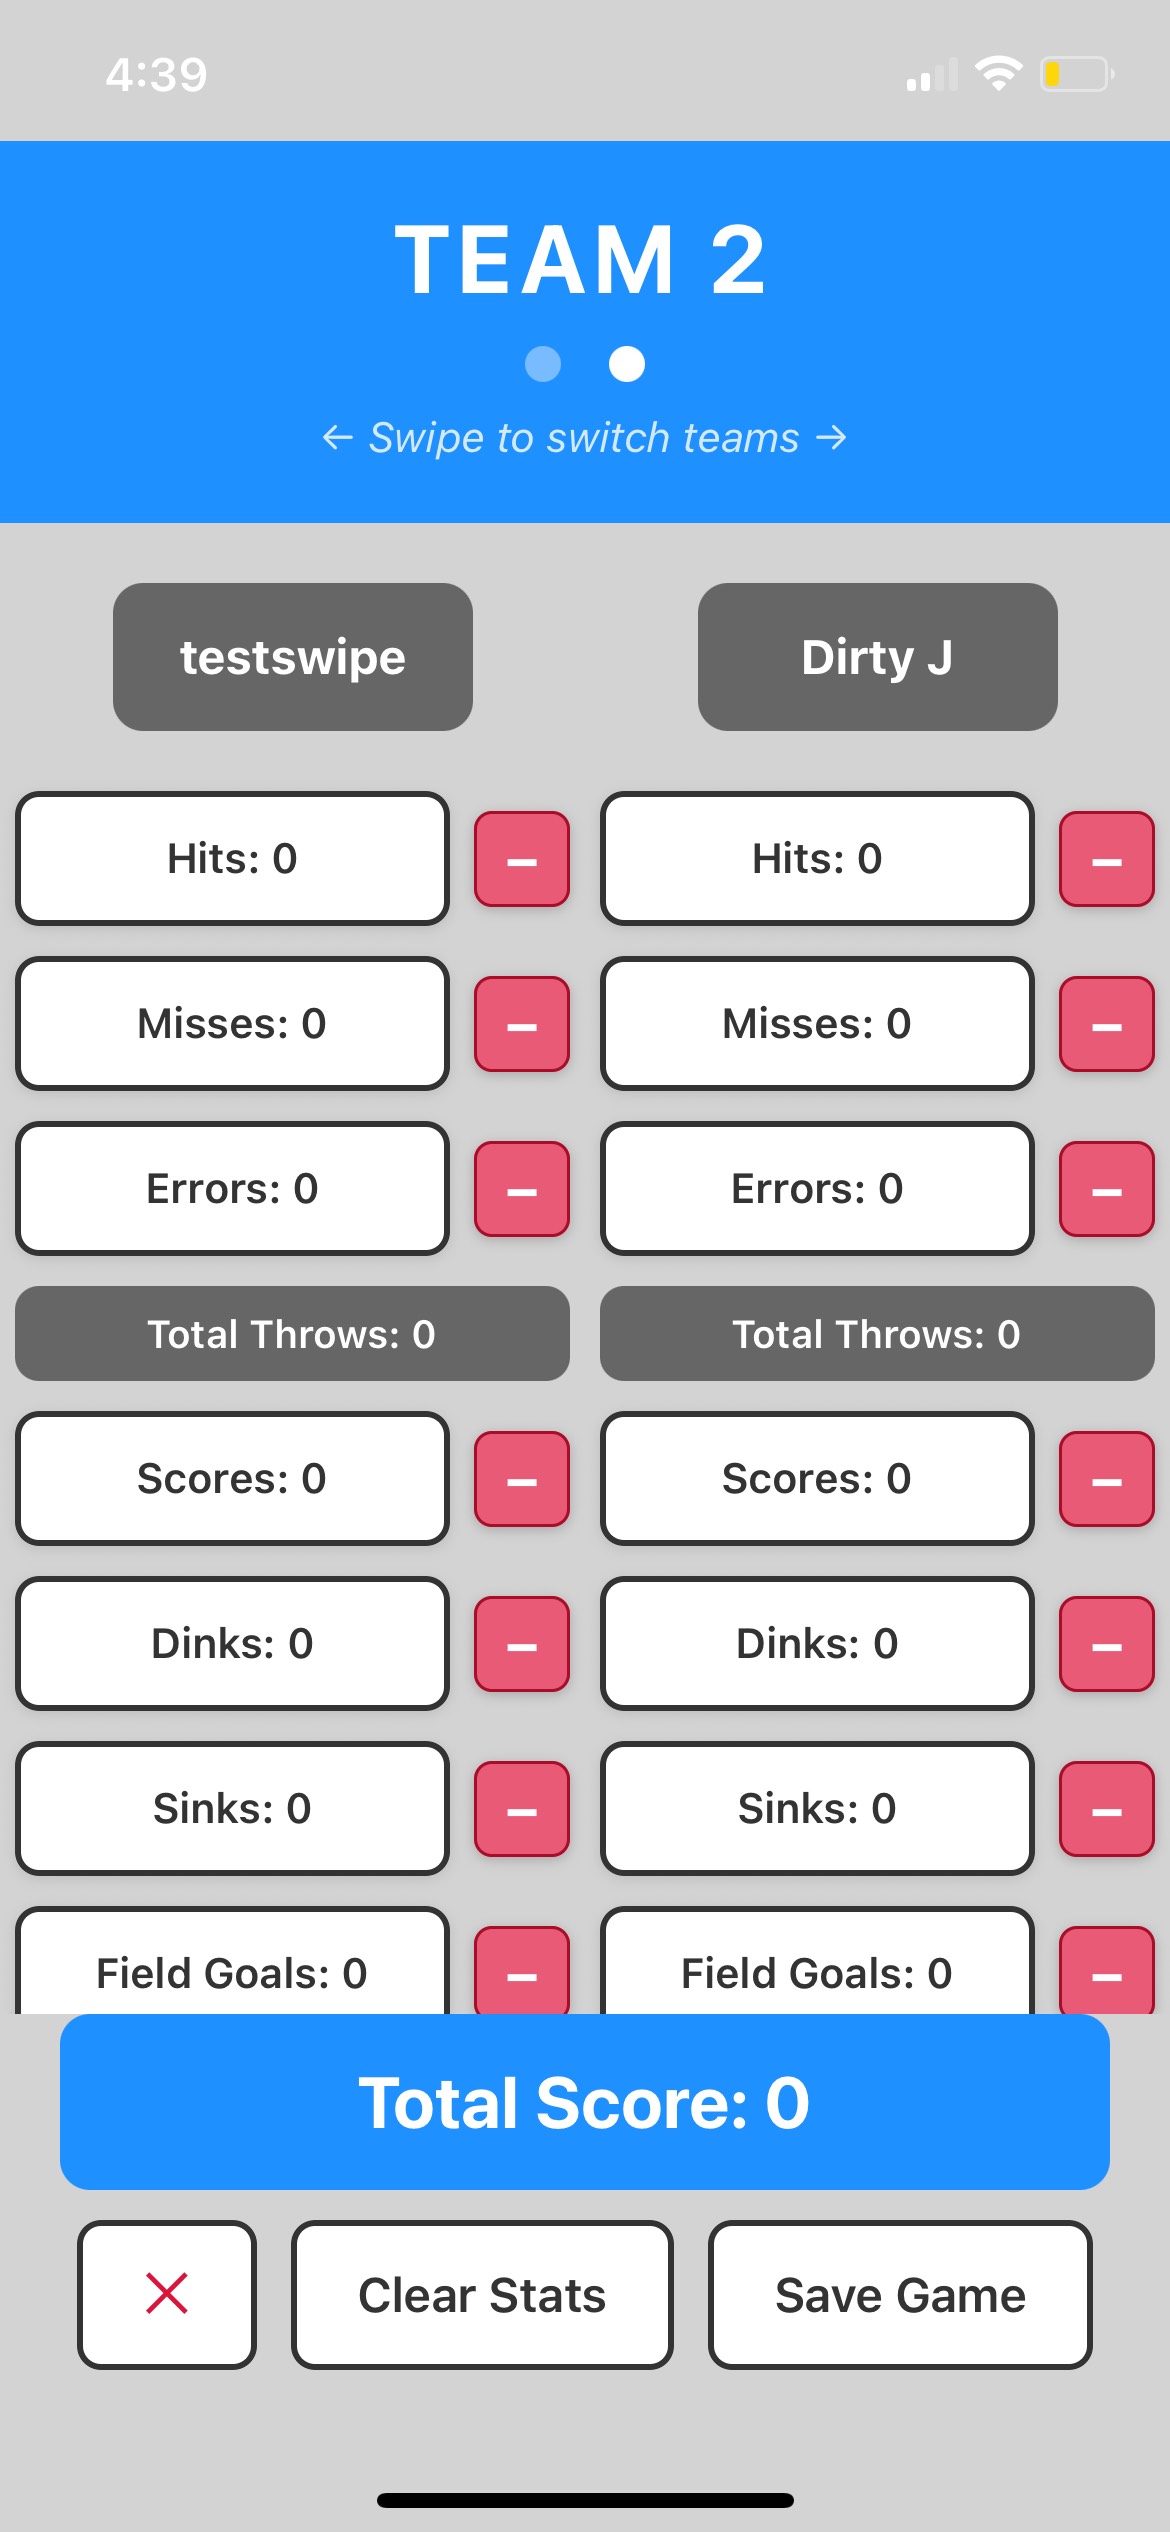 4:39
TEAM 2
← Swipe to switch teams →
testswipe Dirty J
Hits: 0 – Hits: 0 –
Misses: 0 – Misses: 0 –
Errors: 0 – Errors: 0 –
Total Throws: 0 Total Throws: 0
Scores: 0 – Scores: 0 –
Dinks: 0 – Dinks: 0 –
Sinks: 0 – Sinks: 0 –
Field Goals: 0 – Field Goals: 0 –
Total Score: 0
Clear Stats Save Game